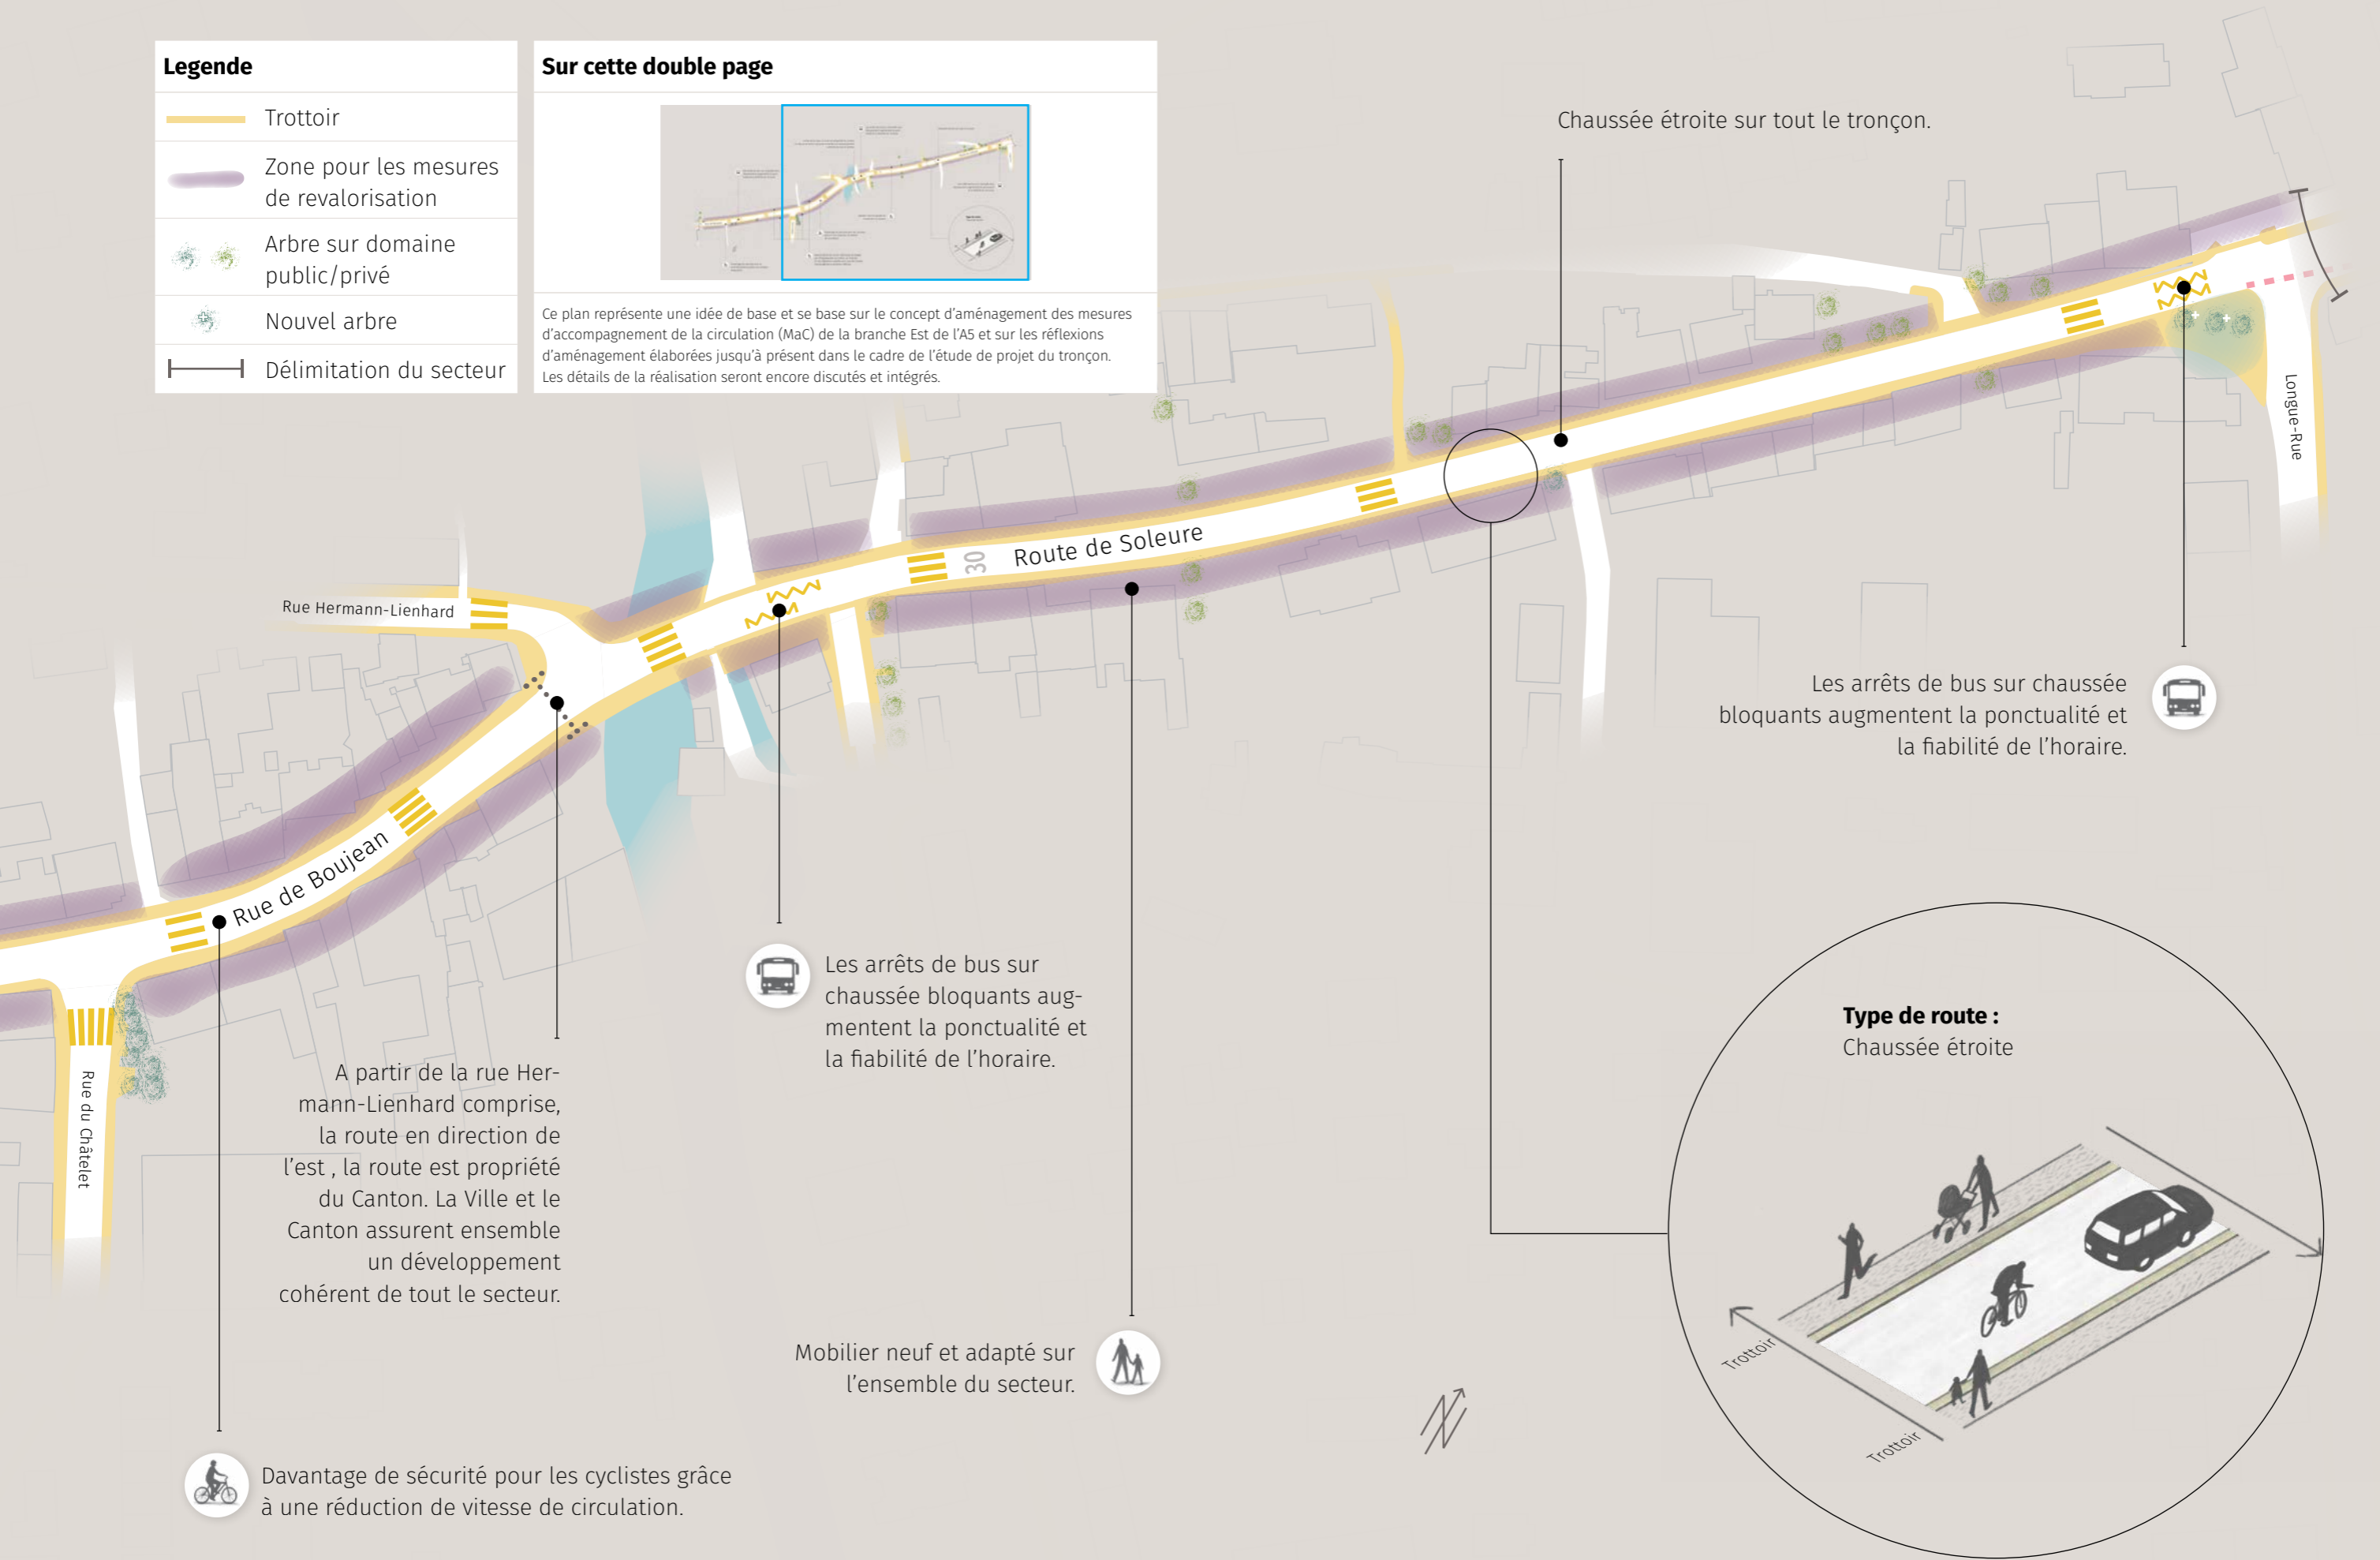 Legende
Trottoir
Zone pour les mesures
de revalorisation
Arbre sur domaine
public/privé
Nouvel arbre
Délimitation du secteur
Sur cette double page
Ce plan représente une idée de base et se base sur le concept d'aménagement des mesures
d'accompagnement de la circulation (MaC) de la branche Est de l'A5 et sur les réflexions
d'aménagement élaborées jusqu'à présent dans le cadre de l'étude de projet du tronçon.
Les détails de la réalisation seront encore discutés et intégrés.
Chaussée étroite sur tout le tronçon.
Longue-Rue
30
Route de Soleure
Rue Hermann-Lienhard
Rue de Boujean
Rue du Châtelet
Les arrêts de bus sur chaussée
bloquants augmentent la ponctualité et
la fiabilité de l'horaire.
Les arrêts de bus sur
chaussée bloquants aug-
mentent la ponctualité et
la fiabilité de l'horaire.
A partir de la rue Her-
mann-Lienhard comprise,
la route en direction de
l'est , la route est propriété
du Canton. La Ville et le
Canton assurent ensemble
un développement
cohérent de tout le secteur.
Mobilier neuf et adapté sur
l'ensemble du secteur.
Davantage de sécurité pour les cyclistes grâce
à une réduction de vitesse de circulation.
N
Type de route :
Chaussée étroite
Trottoir
Trottoir